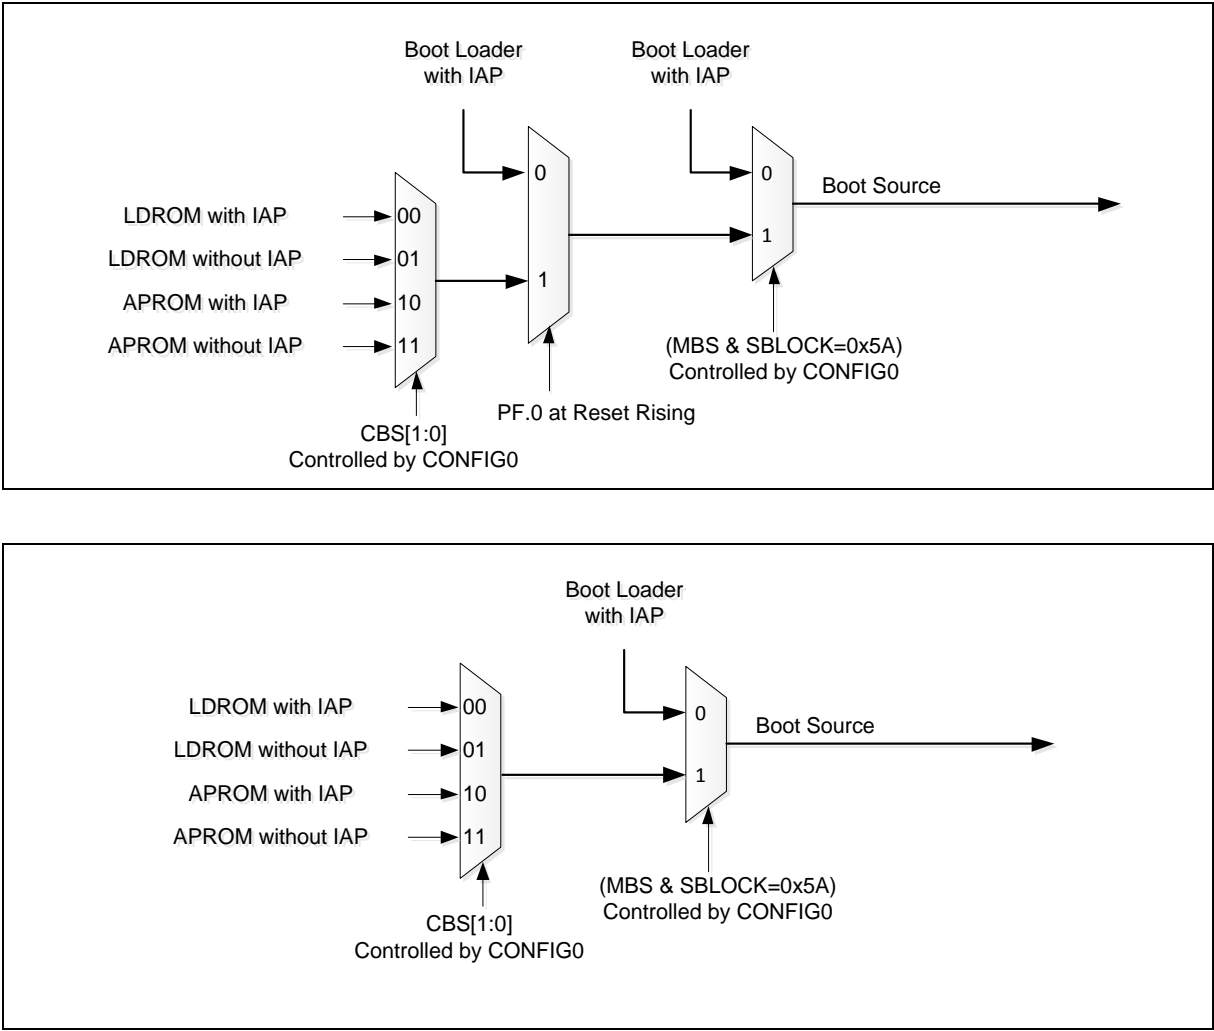 Boot Loader
with IAP
Boot Loader
with IAP
0
0
Boot Source
LDROM with IAP
00
1
LDROM without IAP
01
1
APROM with IAP
10
APROM without IAP
11
(MBS & SBLOCK=0x5A)
Controlled by CONFIG0
PF.0 at Reset Rising
CBS[1:0]
Controlled by CONFIG0
Boot Loader
with IAP
LDROM with IAP
00
0
Boot Source
LDROM without IAP
01
1
APROM with IAP
10
APROM without IAP
11
(MBS & SBLOCK=0x5A)
Controlled by CONFIG0
CBS[1:0]
Controlled by CONFIG0